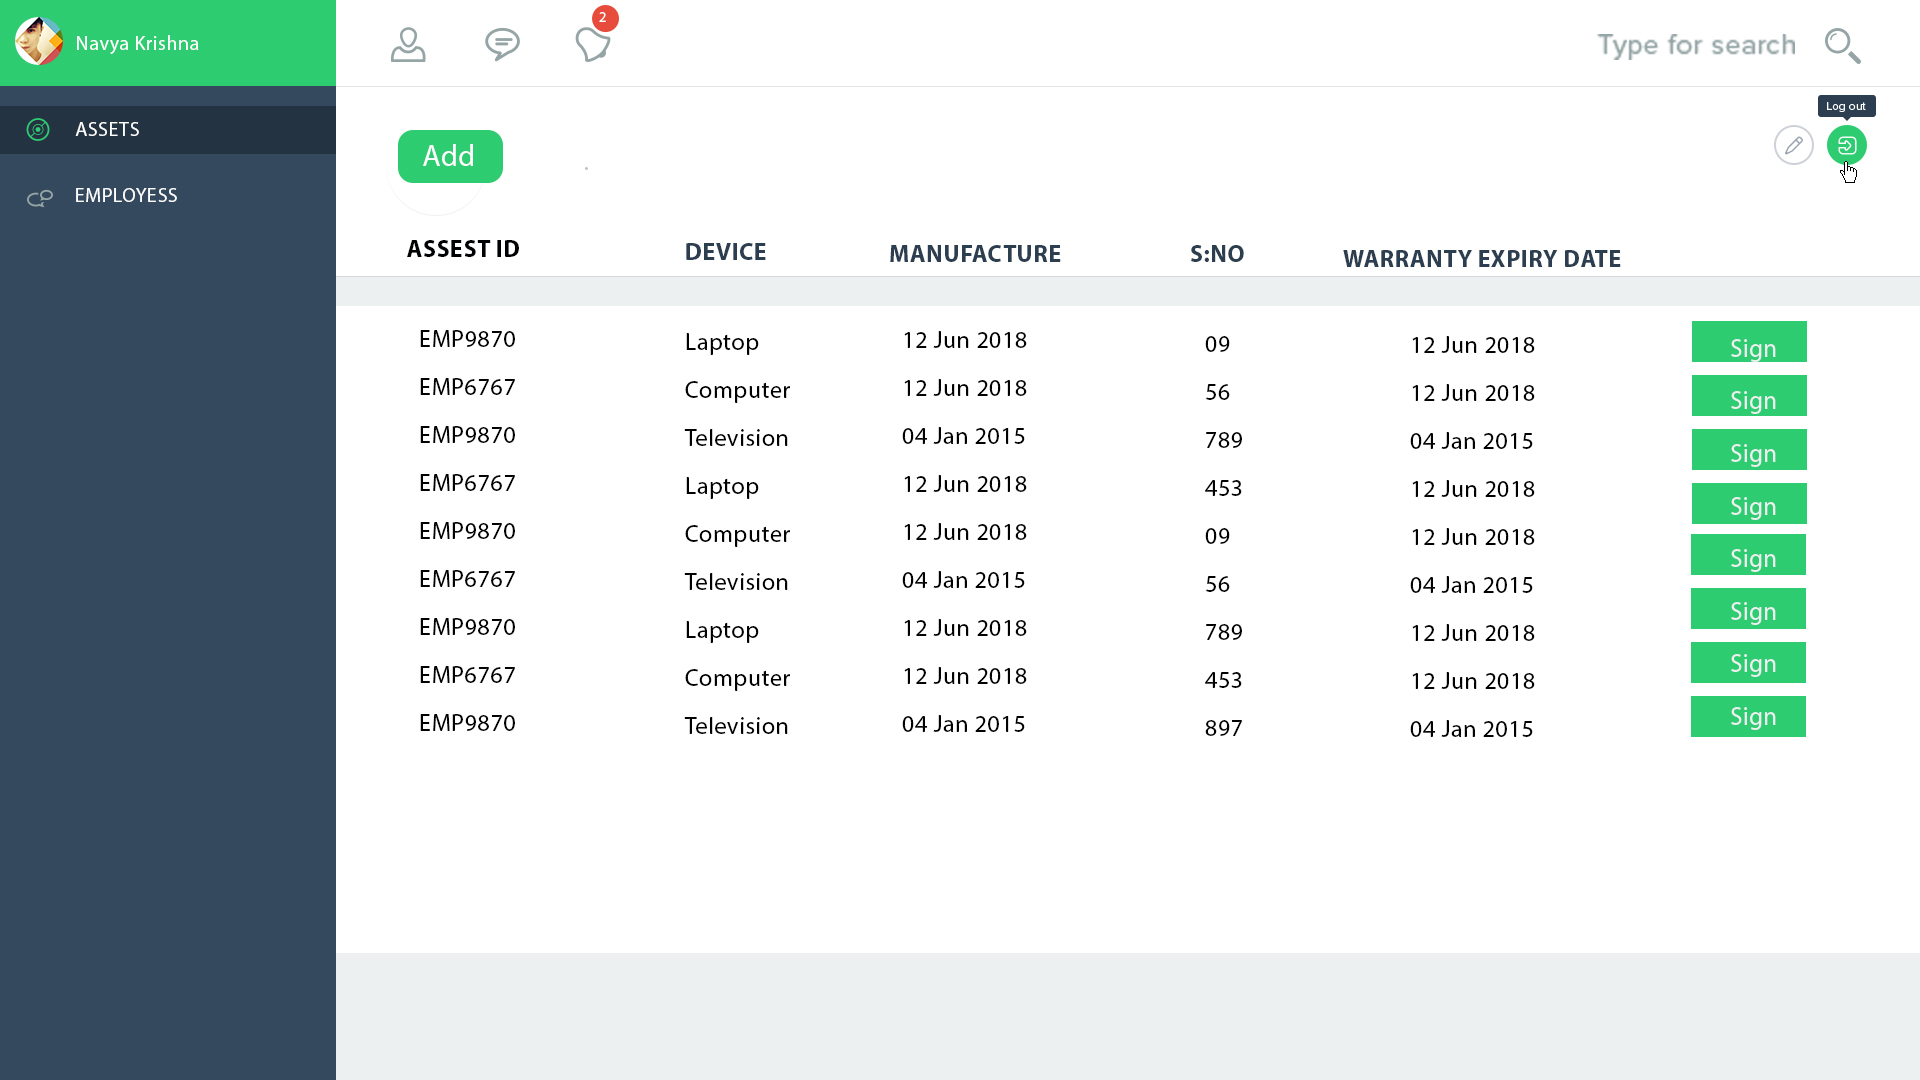 Navya Krishna
2
Type for search
ASSETS
EMPLOYESS
Log out
Add
ASSEST ID DEVICE MANUFACTURE S:NO WARRANTY EXPIRY DATE
EMP9870 Laptop 12 Jun 2018 09 12 Jun 2018 Sign
EMP6767 Computer 12 Jun 2018 56 12 Jun 2018 Sign
EMP9870 Television 04 Jan 2015 789 04 Jan 2015 Sign
EMP6767 Laptop 12 Jun 2018 453 12 Jun 2018 Sign
EMP9870 Computer 12 Jun 2018 09 12 Jun 2018 Sign
EMP6767 Television 04 Jan 2015 56 04 Jan 2015 Sign
EMP9870 Laptop 12 Jun 2018 789 12 Jun 2018 Sign
EMP6767 Computer 12 Jun 2018 453 12 Jun 2018 Sign
EMP9870 Television 04 Jan 2015 897 04 Jan 2015